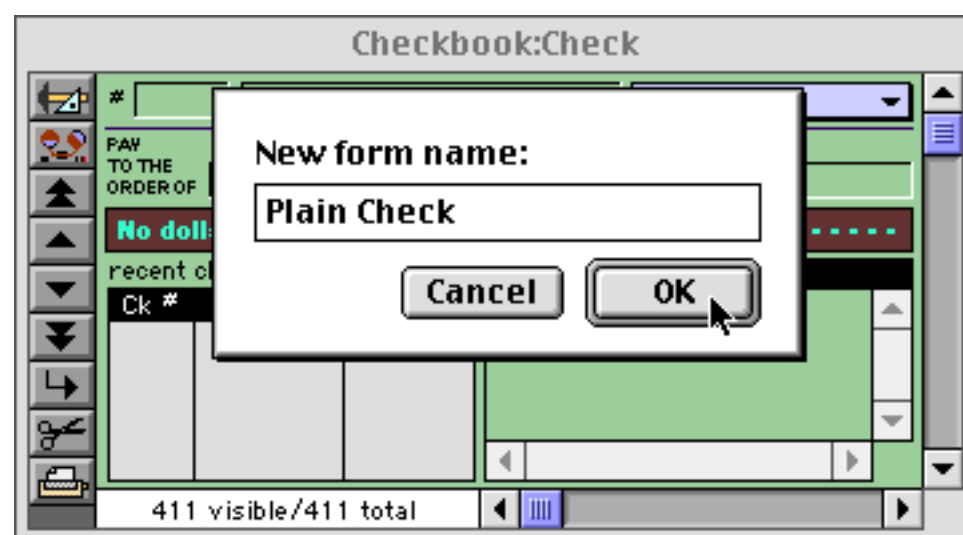 Checkbook:Check
#
PAY
TO THE
ORDER OF
New form name:
Plain Check
No
recent
Cancel
OK
Ck #
411 visible/411 total